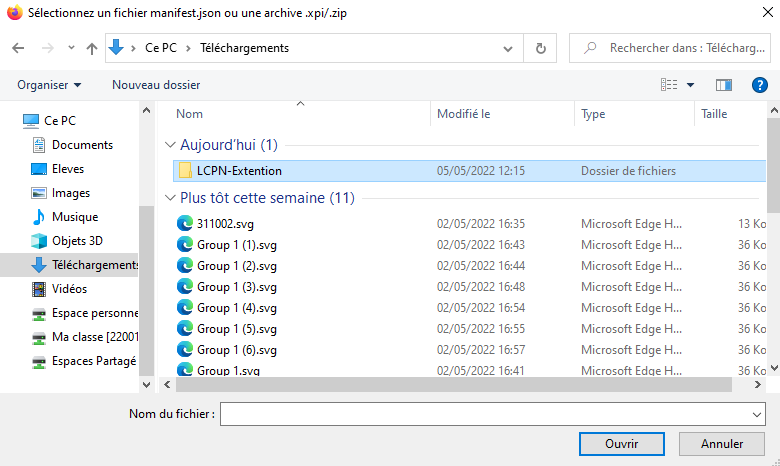 Sélectionnez un fichier manifest.json ou une archive .xpi/.zip
Ce PC > Téléchargements
Rechercher dans : Télécharg...
Organiser
Nouveau dossier
Nom
Modifié le
Type
Taille
Ce PC
Documents
Eleves
Images
Musique
Objets 3D
Téléchargements
Vidéos
Espace personne
Ma classe [22001
Espaces Partagé
Aujourd'hui (1)
LCPN-Extention 05/05/2022 12:15 Dossier de fichiers
Plus tôt cette semaine (11)
311002.svg 02/05/2022 16:35 Microsoft Edge H... 13 Ko
Group 1 (1).svg 02/05/2022 16:43 Microsoft Edge H... 36 Ko
Group 1 (2).svg 02/05/2022 16:44 Microsoft Edge H... 36 Ko
Group 1 (3).svg 02/05/2022 16:48 Microsoft Edge H... 36 Ko
Group 1 (4).svg 02/05/2022 16:54 Microsoft Edge H... 36 Ko
Group 1 (5).svg 02/05/2022 16:55 Microsoft Edge H... 36 Ko
Group 1 (6).svg 02/05/2022 16:57 Microsoft Edge H... 36 Ko
Group 1.svg 02/05/2022 16:41 Microsoft Edge H... 36 Ko
Nom du fichier :
Ouvrir
Annuler